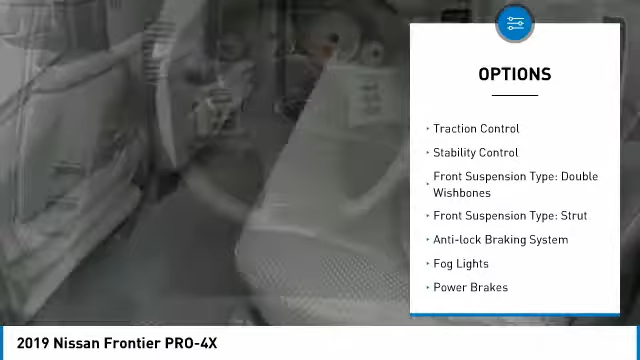 OPTIONS
Traction Control
Stability Control
Front Suspension Type: Double
Wishbones
Front Suspension Type: Strut
Anti-lock Braking System
Fog Lights
Power Brakes
2019 Nissan Frontier PRO-4X